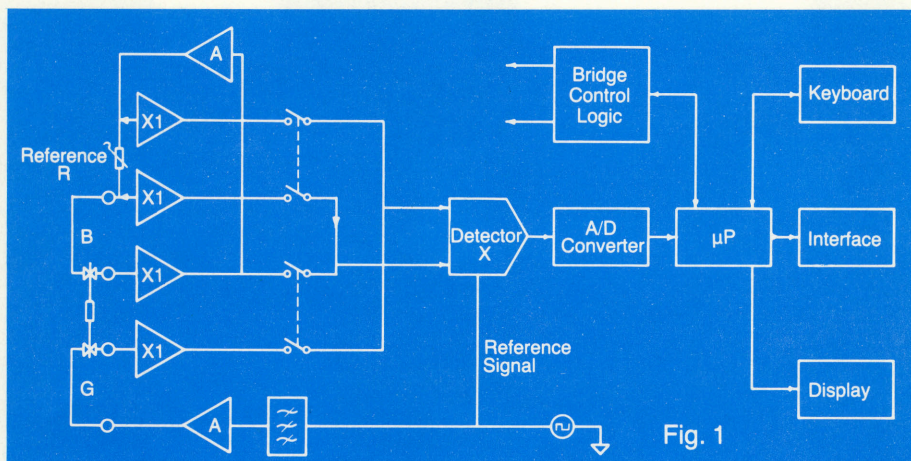 A
X1
Reference
R
X1
B
X1
X1
G
A
Detector
X
Reference
Signal
A/D
Converter
Bridge
Control
Logic
µP
Keyboard
Interface
Display
Fig. 1